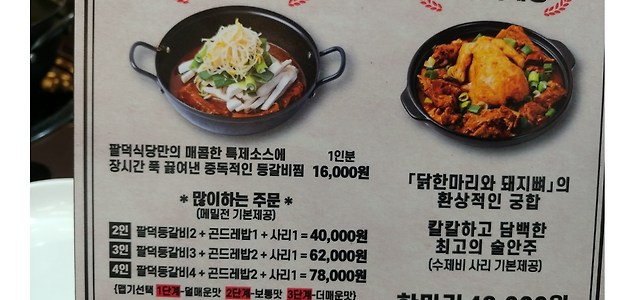 팔덕식당만의 매콤한 특제소스에 1인분
장시간 푹 끓여낸 중독적인 등갈비찜 16,000원
* 많이하는 주문 *
(메밀전 기본제공)
2인 팔덕등갈비2 + 곤드레밥1 + 사리1 = 40,000원
3인 팔덕등갈비3 + 곤드레밥2 + 사리1 = 62,000원
4인 팔덕등갈비4 + 곤드레밥2 + 사리1 = 78,000원
{맵기선택 1단계-덜매운맛 2단계-보통맛 3단계-더매운맛}
「닭한마리와 돼지뼈」의
환상적인 궁합
칼칼하고 담백한
최고의 술안주
(수제비 사리 기본제공)